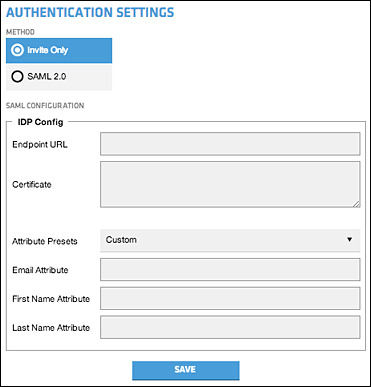 AUTHENTICATION SETTINGS
METHOD
Invite Only
SAML 2.0
SAML CONFIGURATION
IDP Config
Endpoint URL
Certificate
Attribute Presets
Custom
Email Attribute
First Name Attribute
Last Name Attribute
SAVE